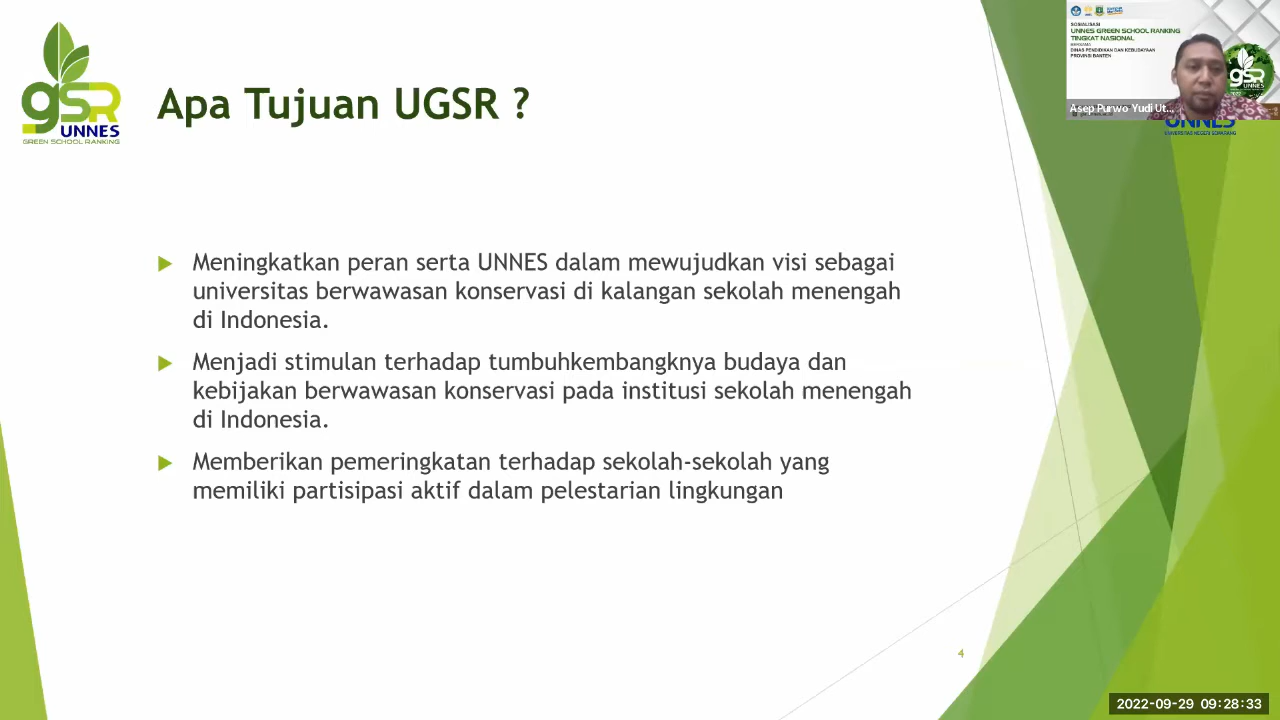 gsr
UNNES
GREEN SCHOOL RANKING
Apa Tujuan UGSR ?
Meningkatkan peran serta UNNES dalam mewujudkan visi sebagai
universitas berwawasan konservasi di kalangan sekolah menengah
di Indonesia.
Menjadi stimulan terhadap tumbuhkembangknya budaya dan
kebijakan berwawasan konservasi pada institusi sekolah menengah
di Indonesia.
Memberikan pemeringkatan terhadap sekolah-sekolah yang
memiliki partisipasi aktif dalam pelestarian lingkungan
4
SOSIALISASI
UNNES GREEN SCHOOL RANKING
TINGKAT NASIONAL
BERSAMA
DINAS PENDIDIKAN DAN KEBUDAYAAN
PROVINSI BANTEN
gsr
UNNES
Asep Purwo Yudi Ut...
UNNES
UNIVERSITAS NEGERI SEMARANG
2022-09-29 09:28:33